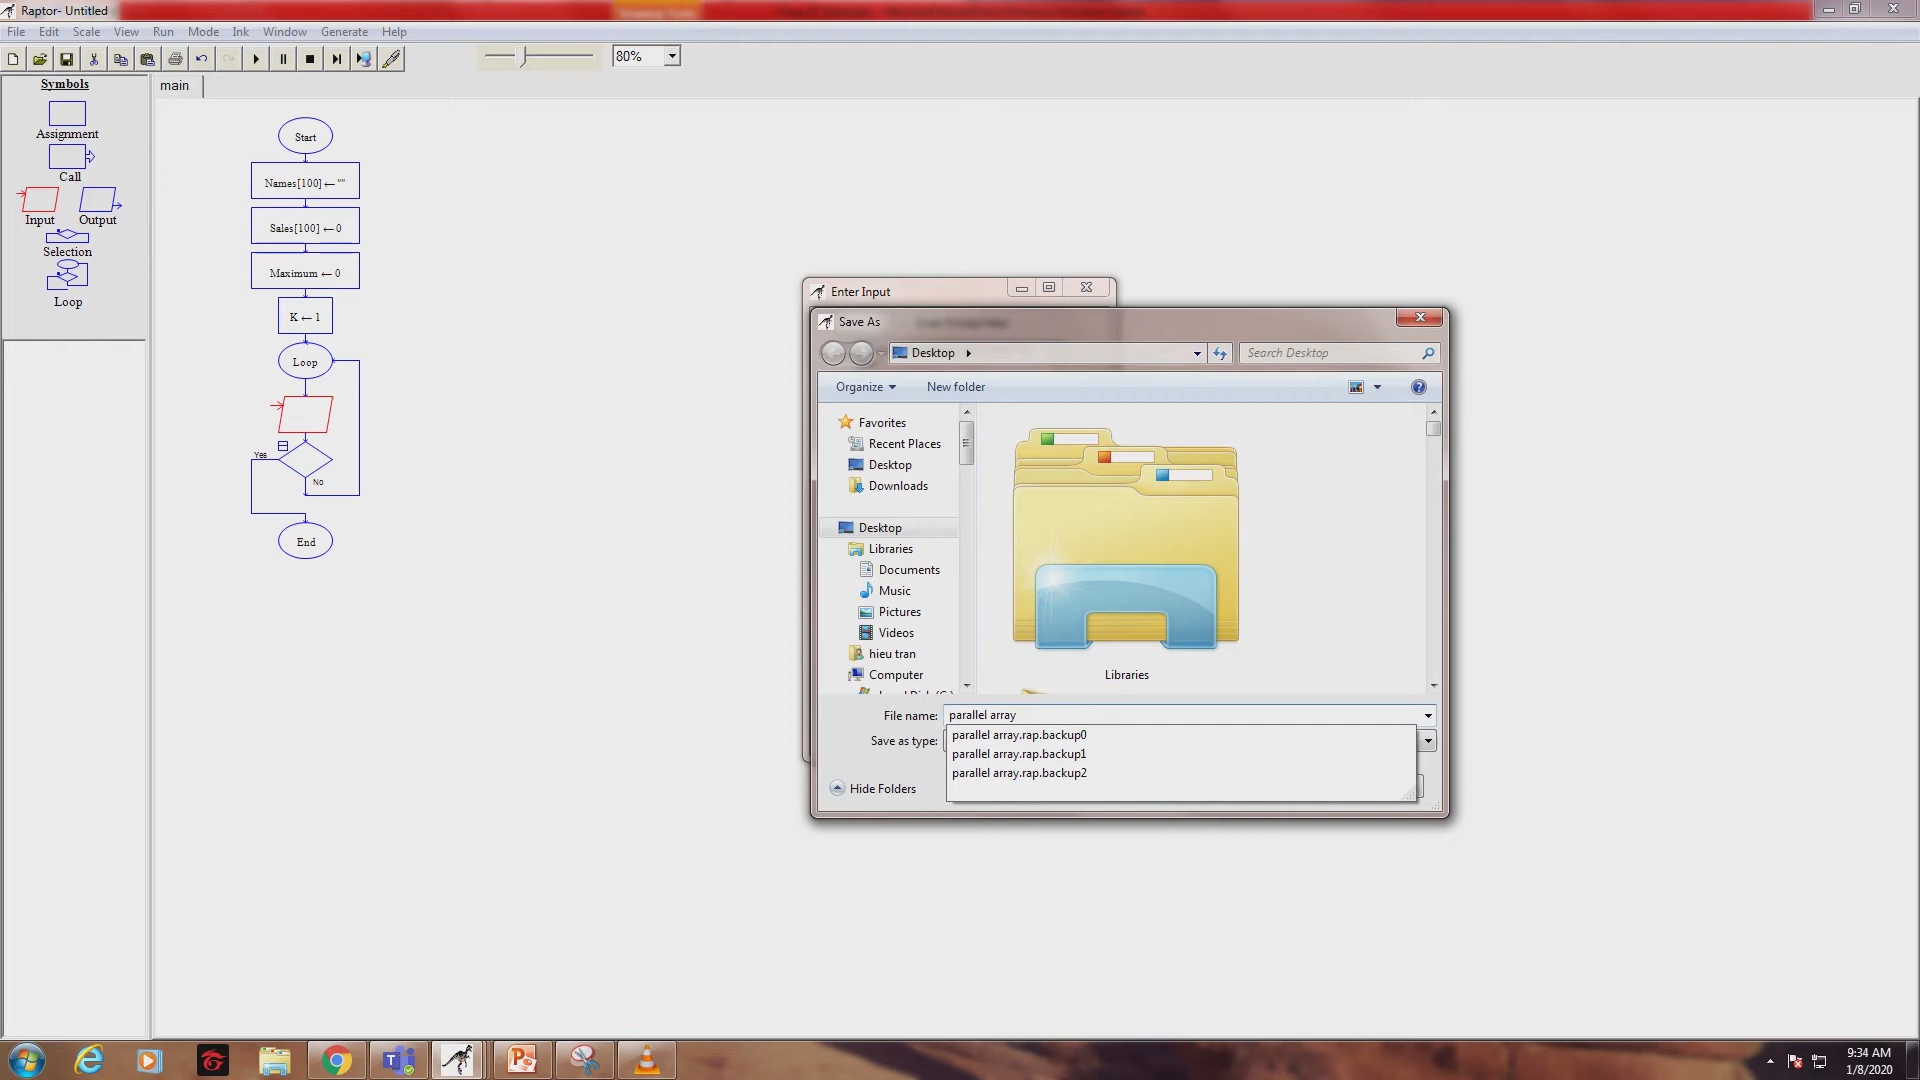 Raptor- Untitled
File Edit Scale View Run Mode Ink Window Generate Help
80%
Symbols
Assignment
Call
Input Output
Selection
Loop
main
Start
Names[100] ← ""
Sales[100] ← 0
Maximum ← 0
K ← 1
Loop
Yes
No
End
Enter Input
Save As
Desktop
Search Desktop
Organize New folder
Favorites
Recent Places
Desktop
Downloads
Desktop
Libraries
Documents
Music
Pictures
Videos
hieu tran
Computer
Libraries
File name: parallel array
parallel array.rap.backup0
Save as type:
parallel array.rap.backup1
parallel array.rap.backup2
Hide Folders
9:34 AM
1/8/2020